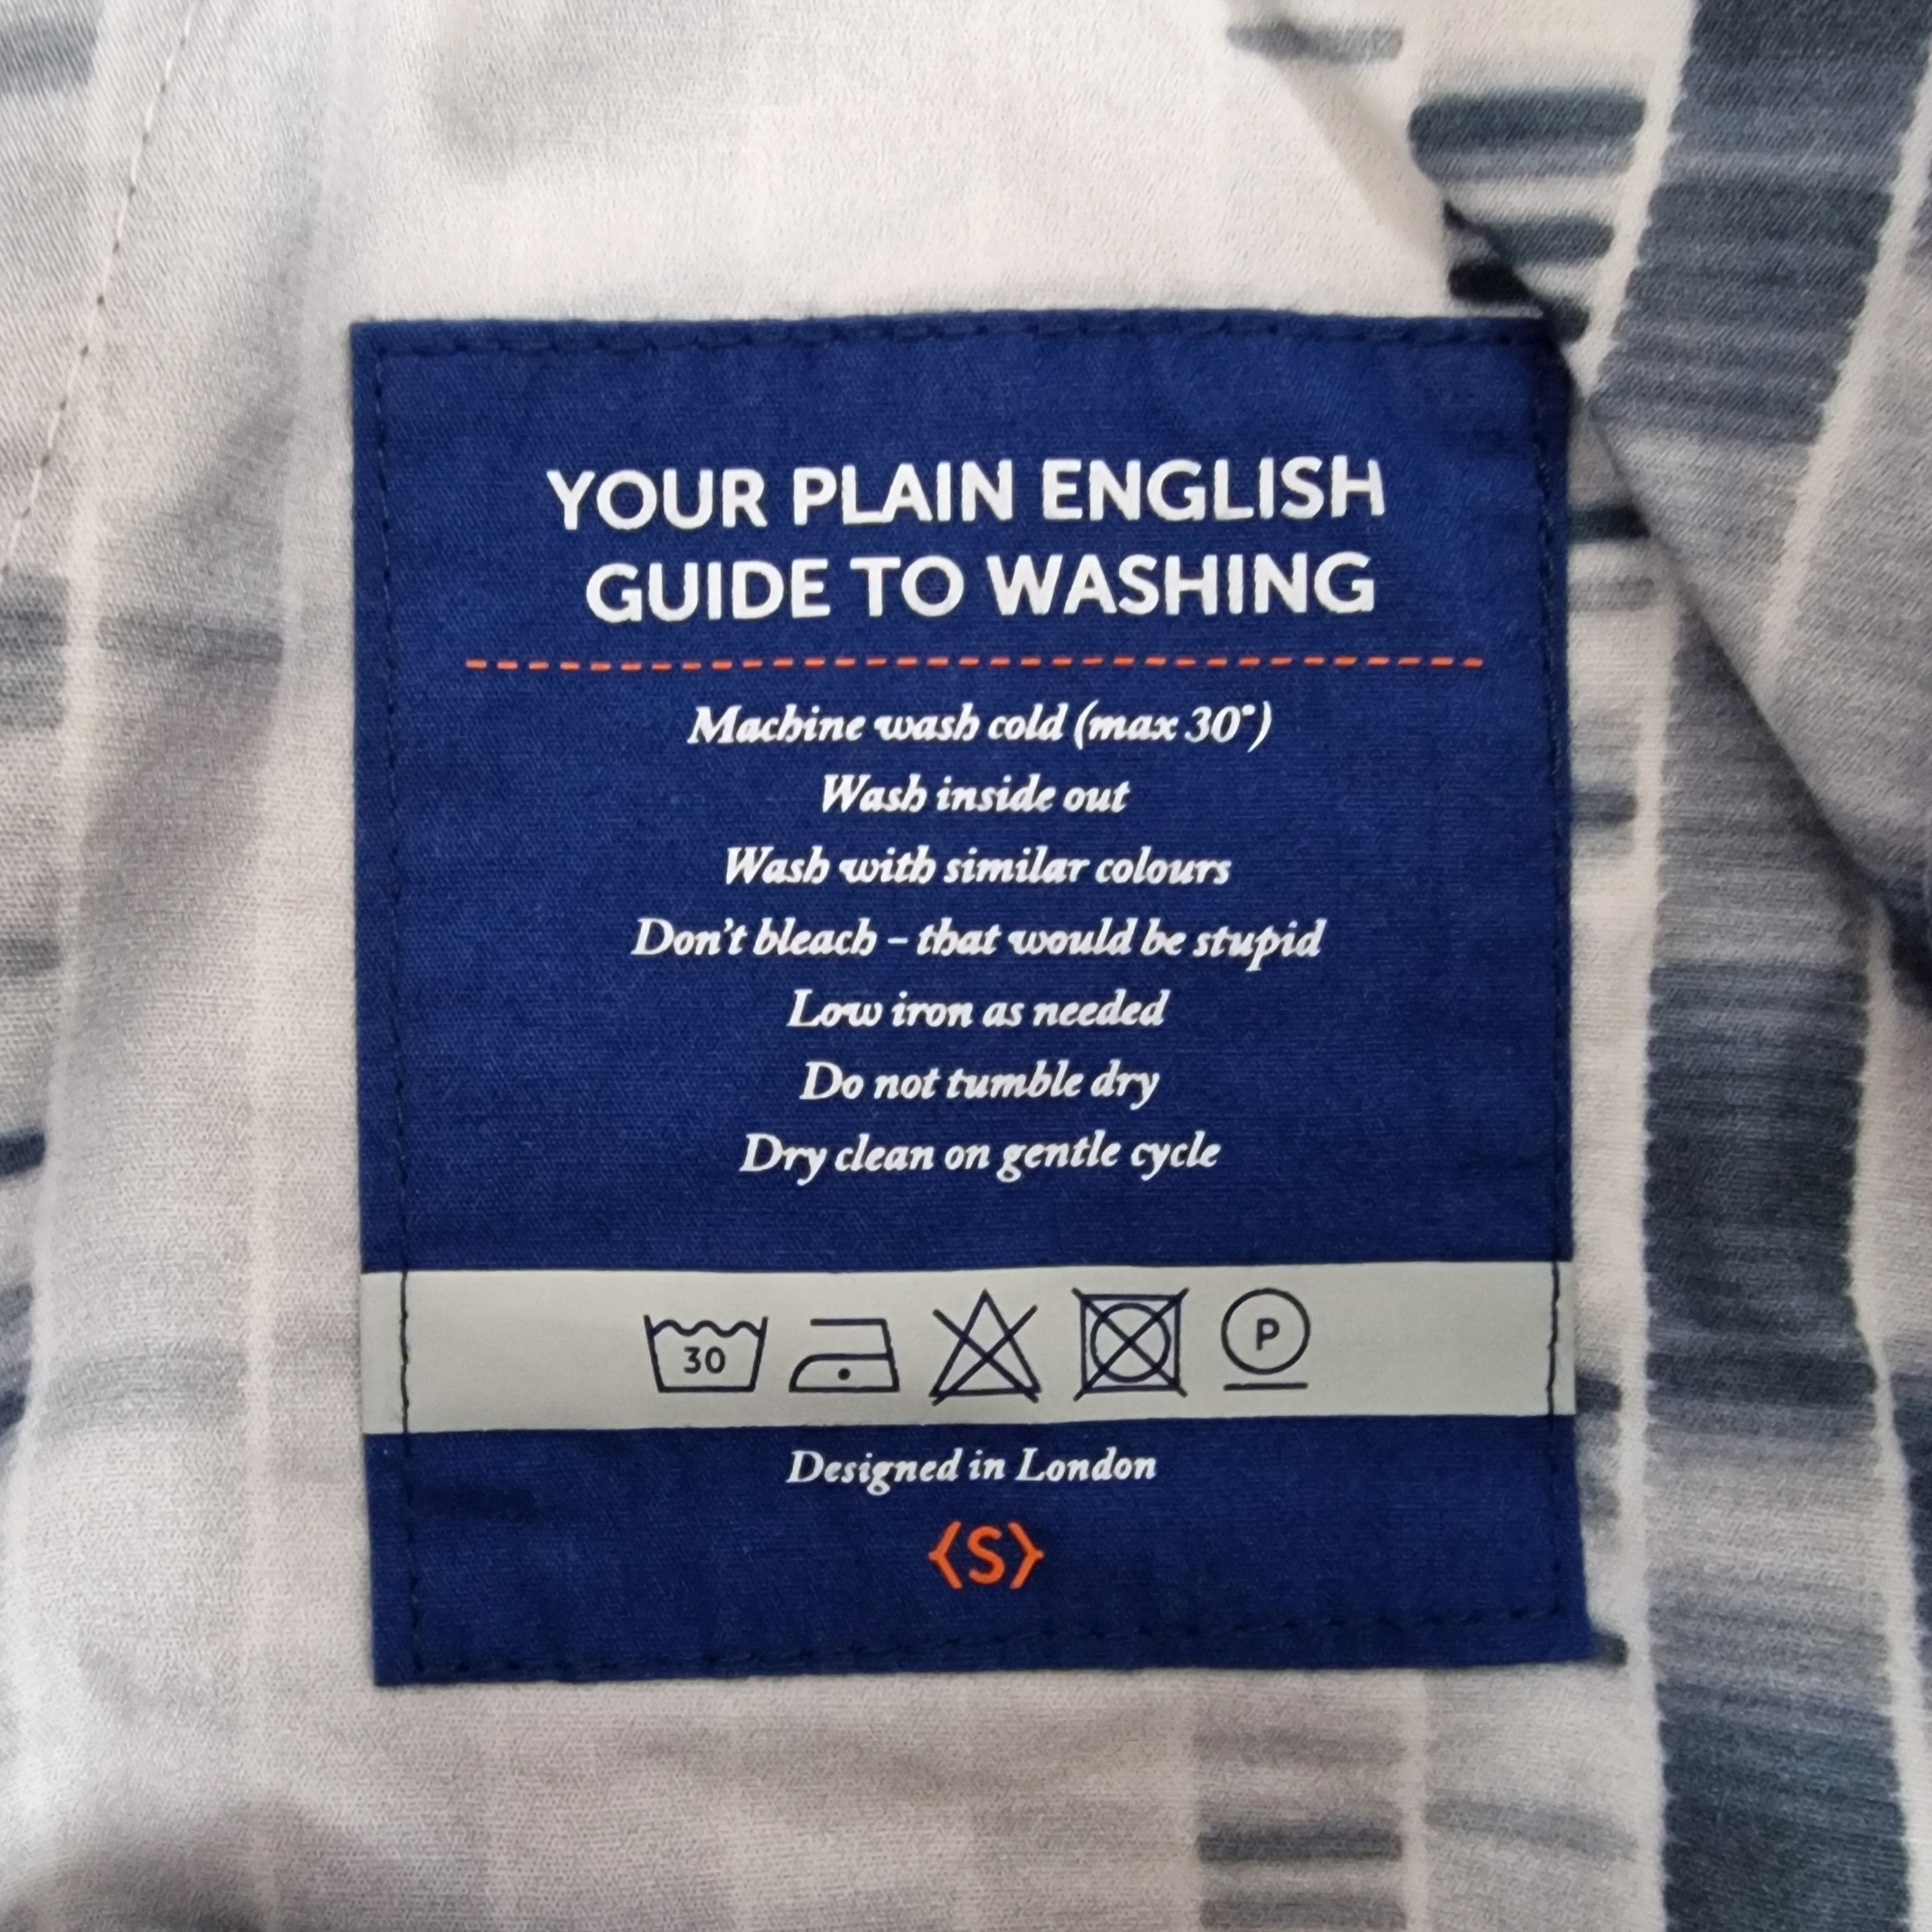 YOUR PLAIN ENGLISH
GUIDE TO WASHING
Machine wash cold (max 30°)
Wash inside out
Wash with similar colours
Don't bleach – that would be stupid
Low iron as needed
Do not tumble dry
Dry clean on gentle cycle
30 P
Designed in London
{S}